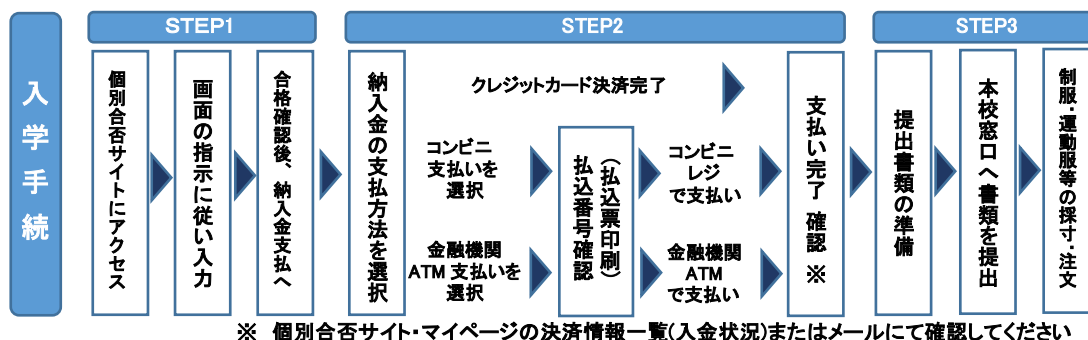 入学手続
STEP1
個別合否サイトにアクセス
画面の指示に従い入力
合格確認後、納入金支払へ
STEP2
納入金の支払方法を選択
クレジットカード決済完了
コンビニ
支払いを
選択
金融機関
ATM 支払いを
選択
払込番号確認
(払込票印刷)
コンビニ
レジ
で支払い
金融機関
ATM
で支払い
支払い完了 確認 ※
STEP3
提出書類の準備
本校窓口へ書類を提出
制服・運動服等の採寸・注文
※ 個別合否サイト・マイページの決済情報一覧(入金状況)またはメールにて確認してください